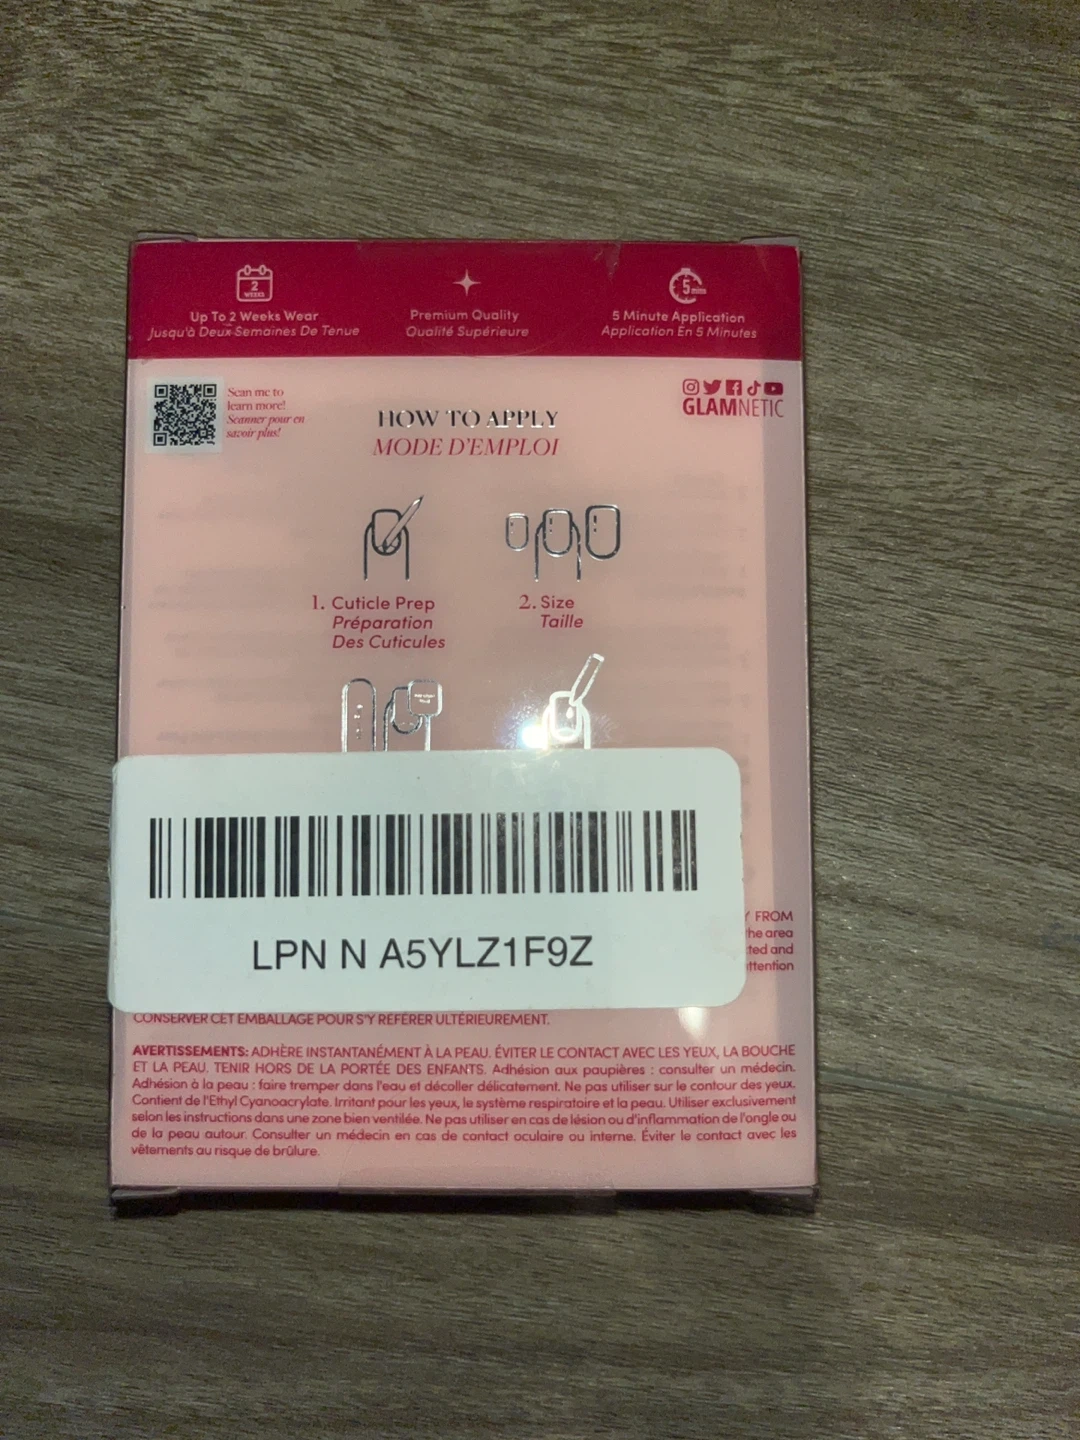 2
WEEKS
Up To 2 Weeks Wear
Jusqu'à Deux Semaines De Tenue
Premium Quality
Qualité Supérieure
5 mins
5 Minute Application
Application En 5 Minutes
Scan me to
learn more!
Scanner pour en
savoir plus!
GLAMNETIC
HOW TO APPLY
MODE D'EMPLOI
1. Cuticle Prep
Préparation
Des Cuticules
2. Size
Taille
LPN N A5YLZ1F9Z
FROM
the area
and
CONSERVER CET EMBALLAGE POUR S'Y RÉFÉRER ULTÉRIEUREMENT.
AVERTISSEMENTS: ADHÈRE INSTANTANÉMENT À LA PEAU. ÉVITER LE CONTACT AVEC LES YEUX, LA BOUCHE
ET LA PEAU. TENIR HORS DE LA PORTÉE DES ENFANTS. Adhésion aux paupières : consulter un médecin.
Adhésion à la peau : faire tremper dans l'eau et décoller délicatement. Ne pas utiliser sur le contour des yeux.
Contient de l'Ethyl Cyanoacrylate. Irritant pour les yeux, le système respiratoire et la peau. Utiliser exclusivement
selon les instructions dans une zone bien ventilée. Ne pas utiliser en cas de lésion ou d'inflammation de l'ongle ou
de la peau autour. Consulter un médecin en cas de contact oculaire ou interne. Éviter le contact avec les
vêtements au risque de brûlure.